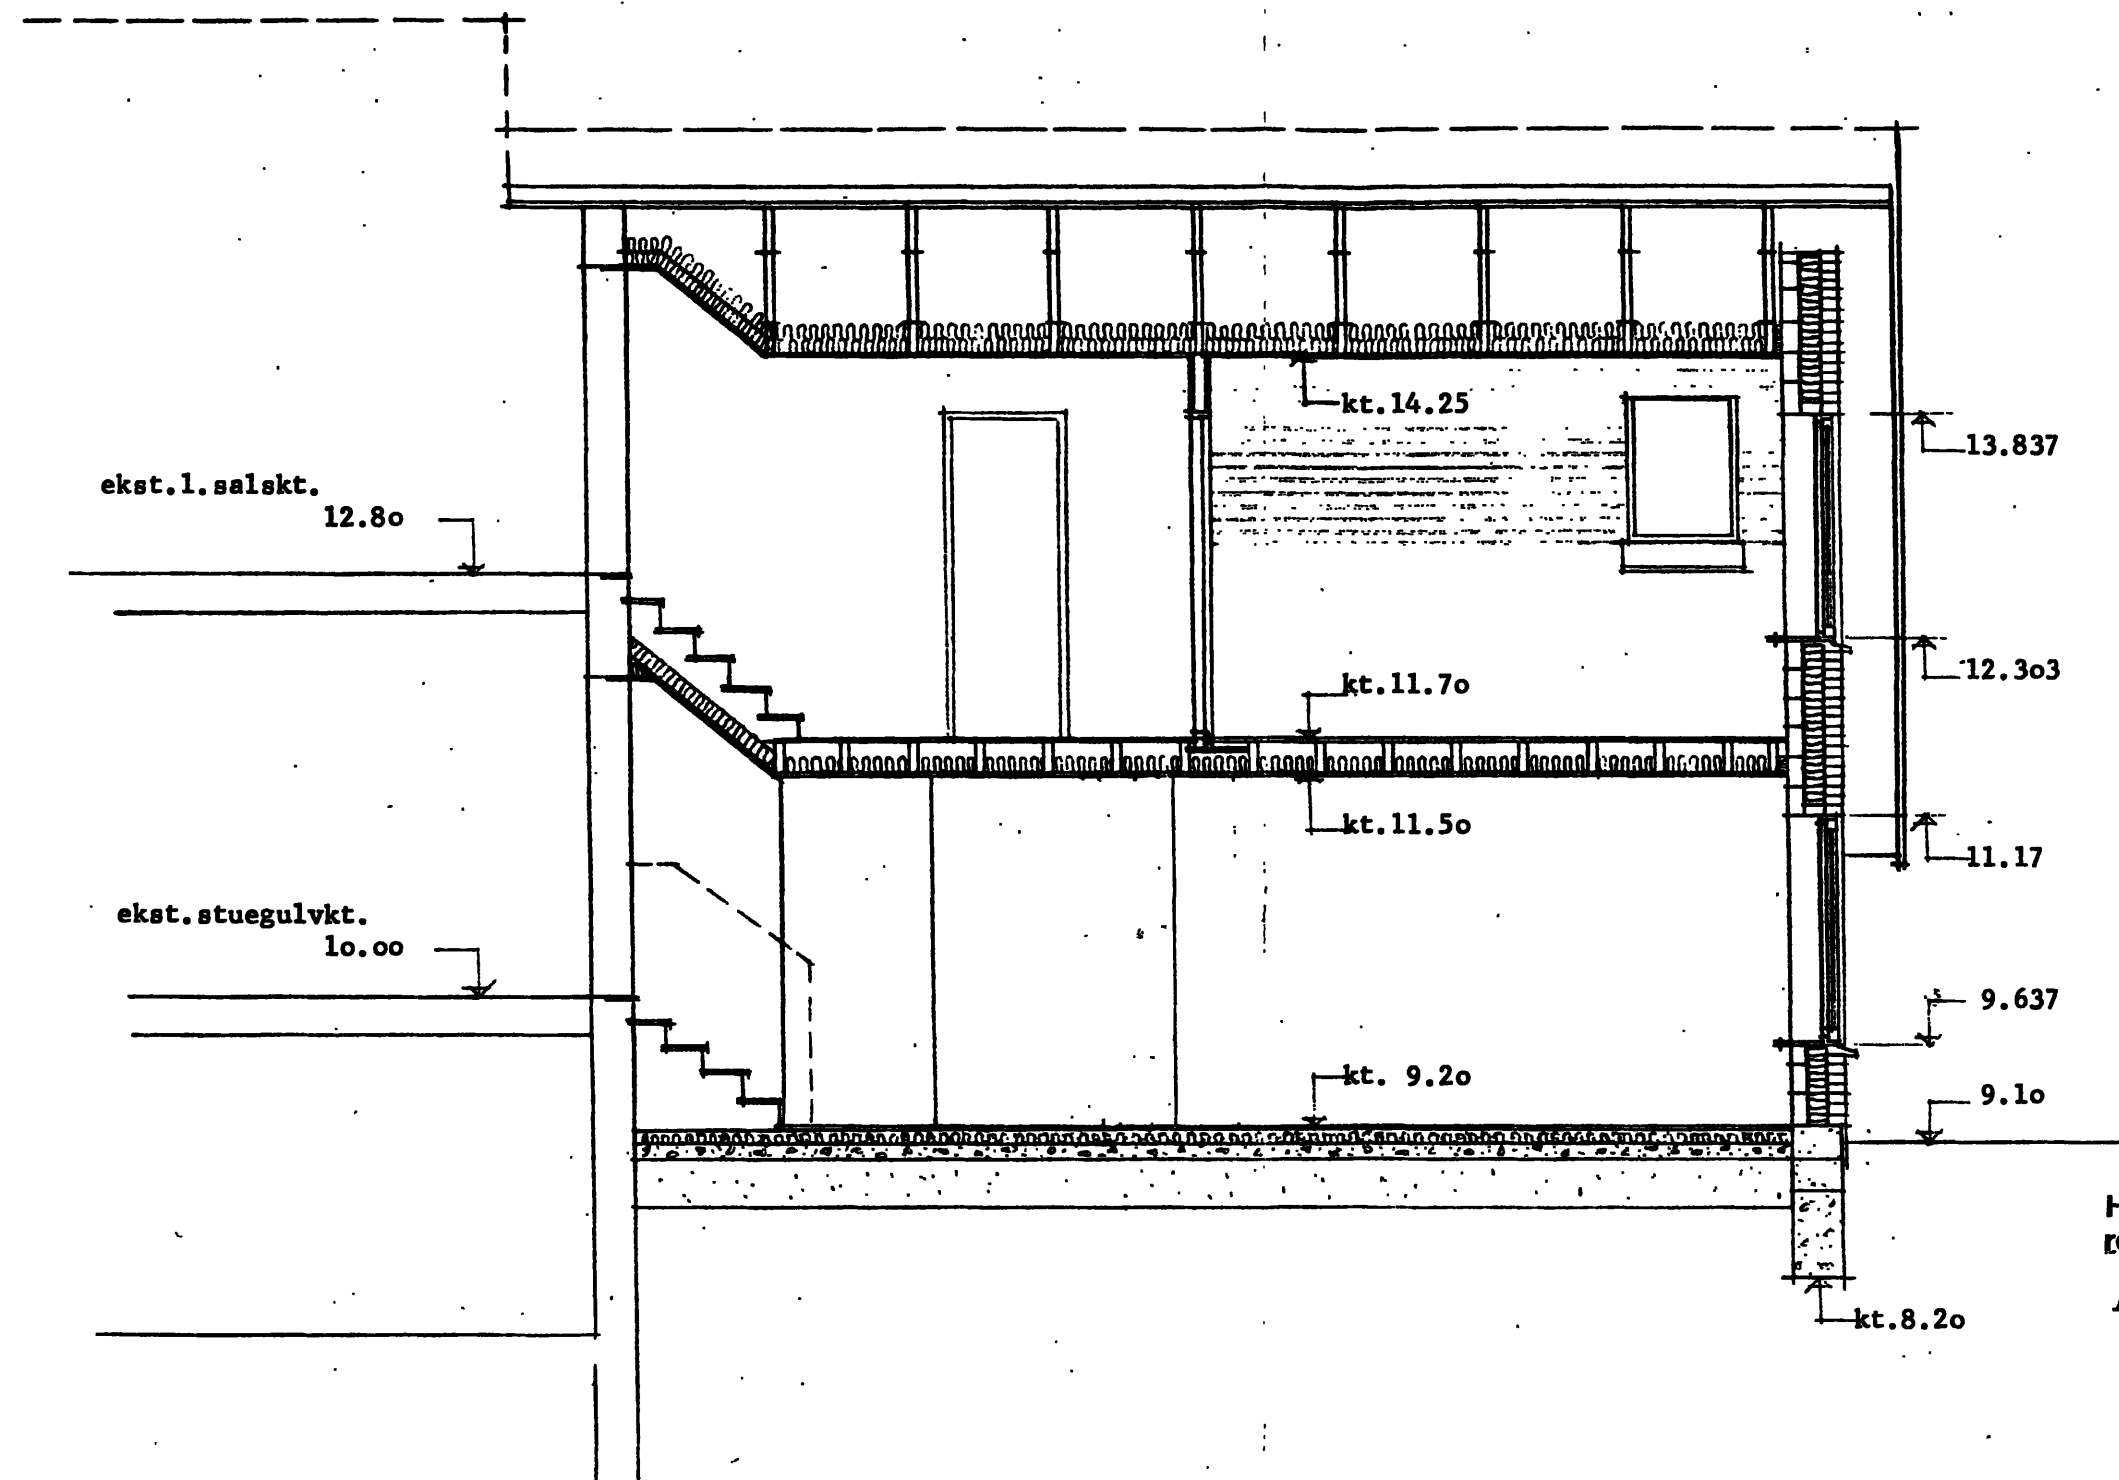 kt.14.25
13.837
ekst.1.salskt.
12.8o
12.3o3
kt.11.7o
kt.11.5o
11.17
ekst.stuegulvkt.
1o.oo
9.637
kt. 9.2o
9.1o
kt.8.2o